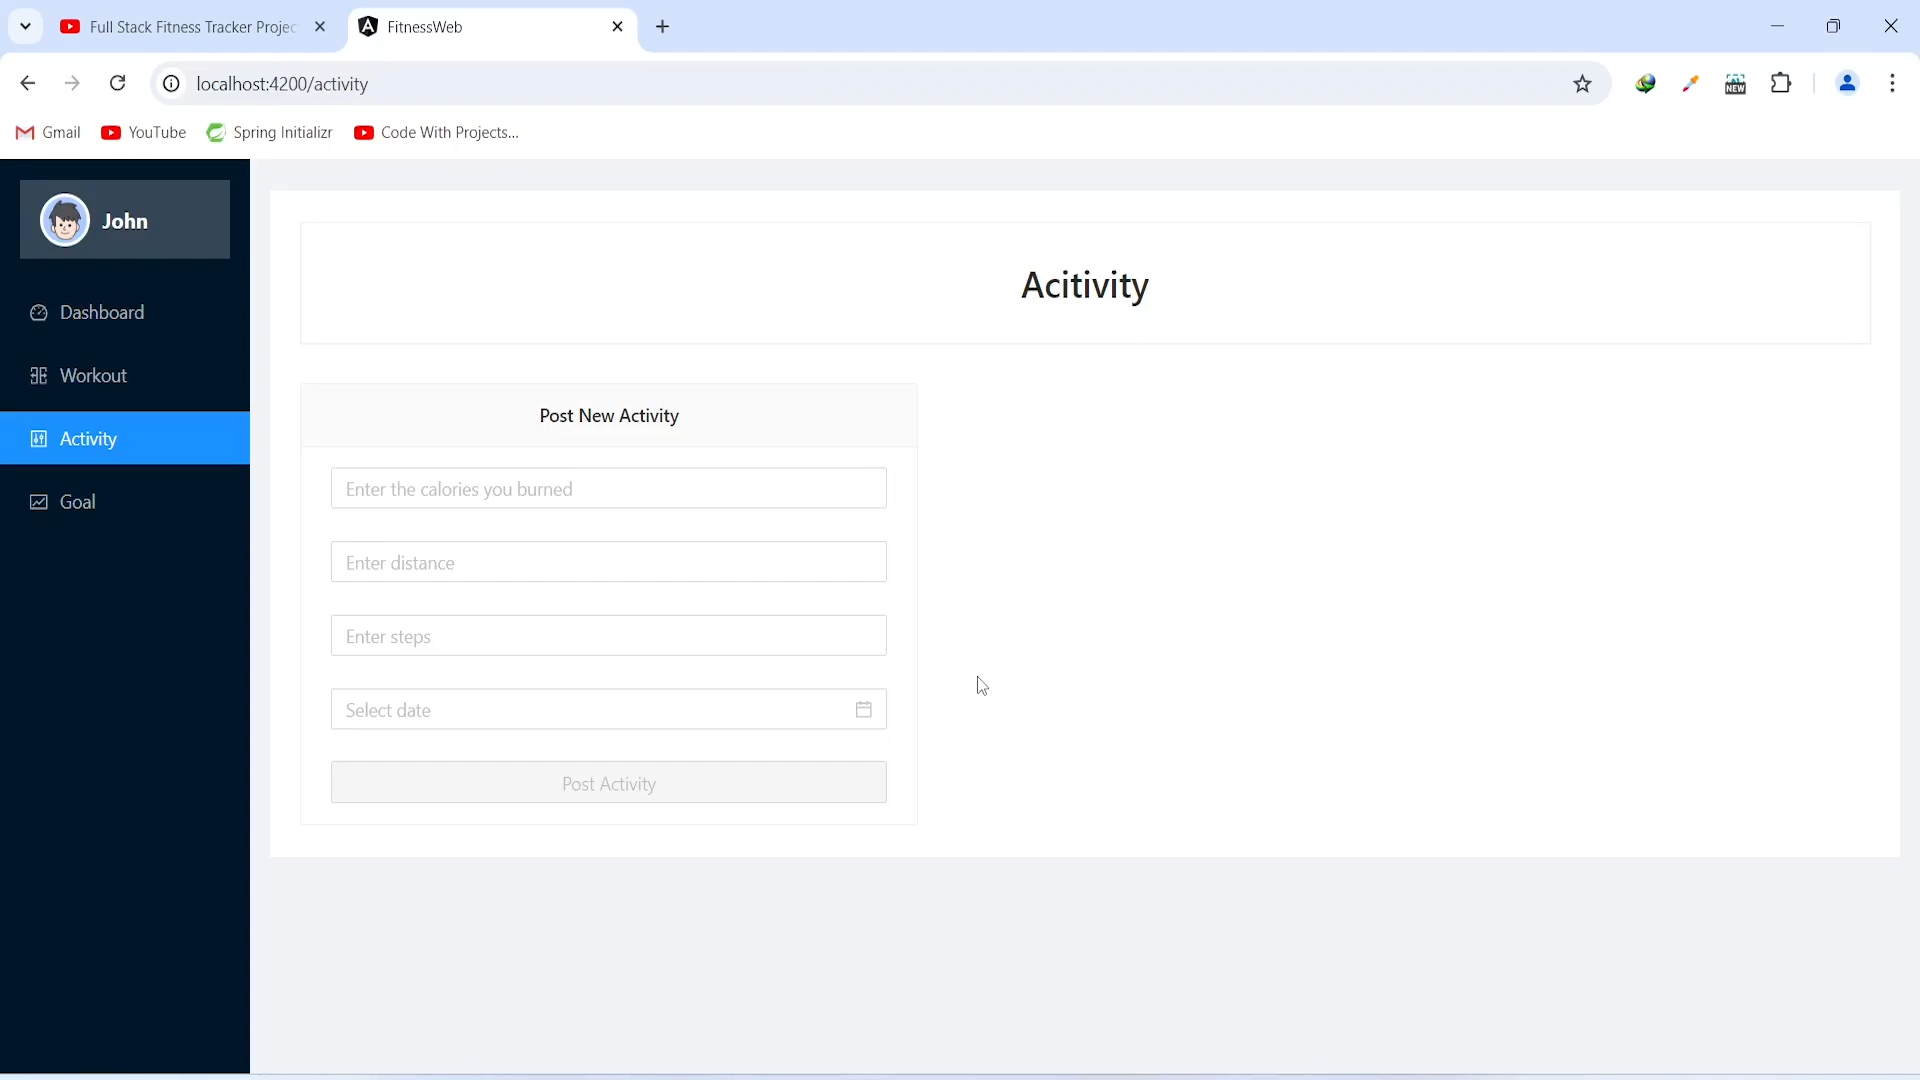 Full Stack Fitness Tracker Projec
FitnessWeb
localhost:4200/activity
NEW
Gmail
YouTube
Spring Initializr
Code With Projects...
John
Dashboard
Workout
Activity
Goal
Acitivity
Post New Activity
Enter the calories you burned
Enter distance
Enter steps
Select date
Post Activity